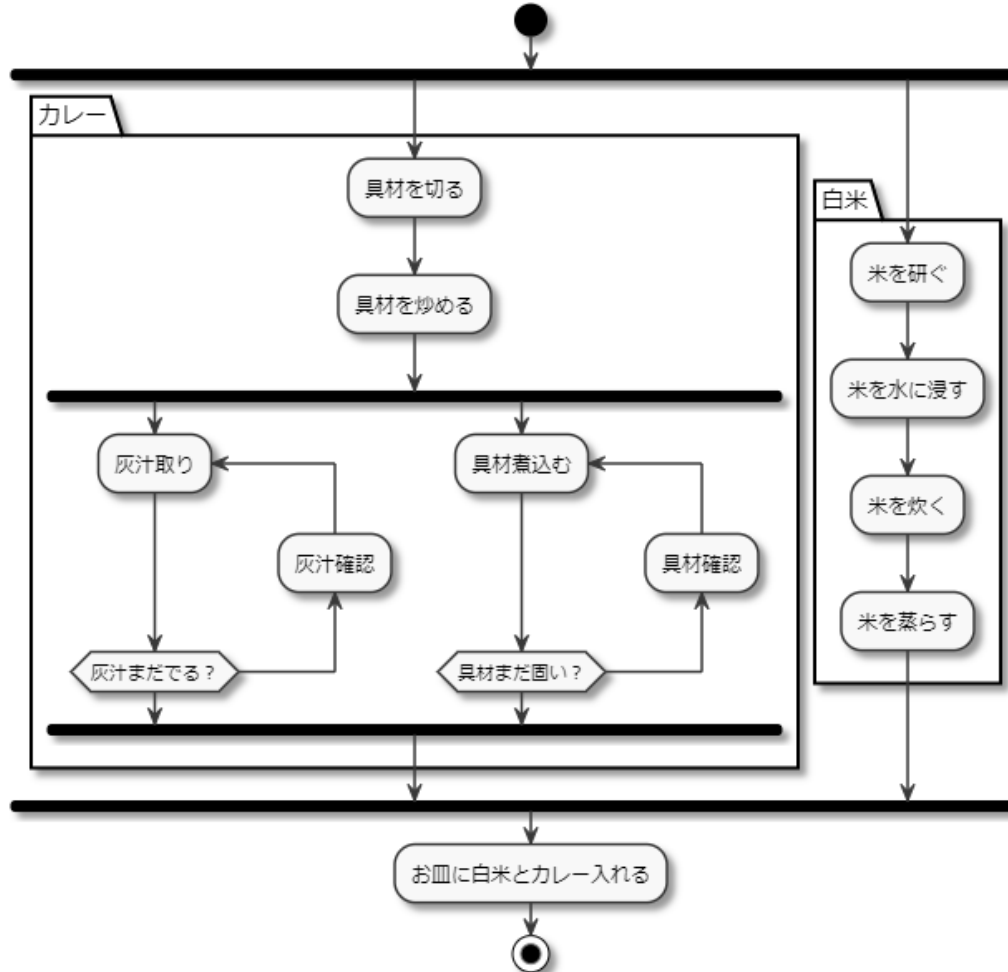 カレー
具材を切る
具材を炒める
灰汁取り
灰汁確認
灰汁まだでる？
具材煮込む
具材確認
具材まだ固い？
白米
米を研ぐ
米を水に浸す
米を炊く
米を蒸らす
お皿に白米とカレー入れる